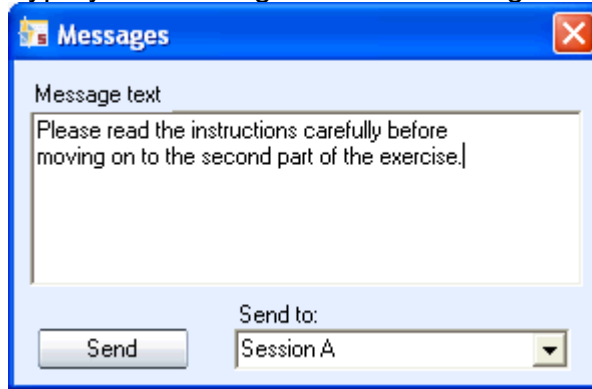 Messages
Message text
Please read the instructions carefully before
moving on to the second part of the exercise.
Send to:
Send
Session A